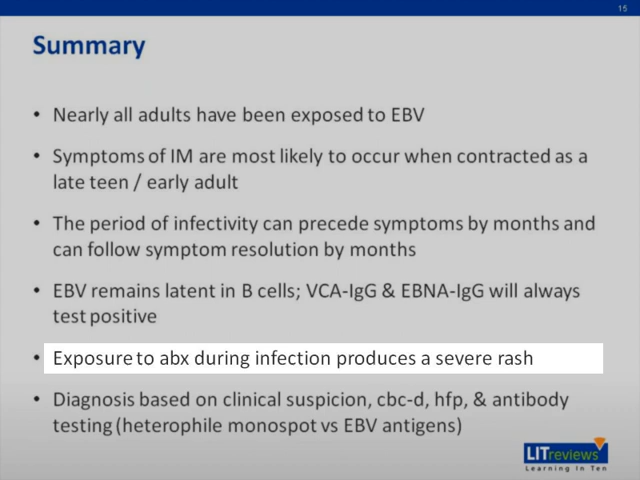 15
Summary
• Nearly all adults have been exposed to EBV
• Symptoms of IM are most likely to occur when contracted as a
late teen / early adult
• The period of infectivity can precede symptoms by months and
can follow symptom resolution by months
• EBV remains latent in B cells; VCA-IgG & EBNA-IgG will always
test positive
• Exposure to abx during infection produces a severe rash
• Diagnosis based on clinical suspicion, cbc-d, hfp, & antibody
testing (heterophile monospot vs EBV antigens)
LITreviews
Learning In Ten